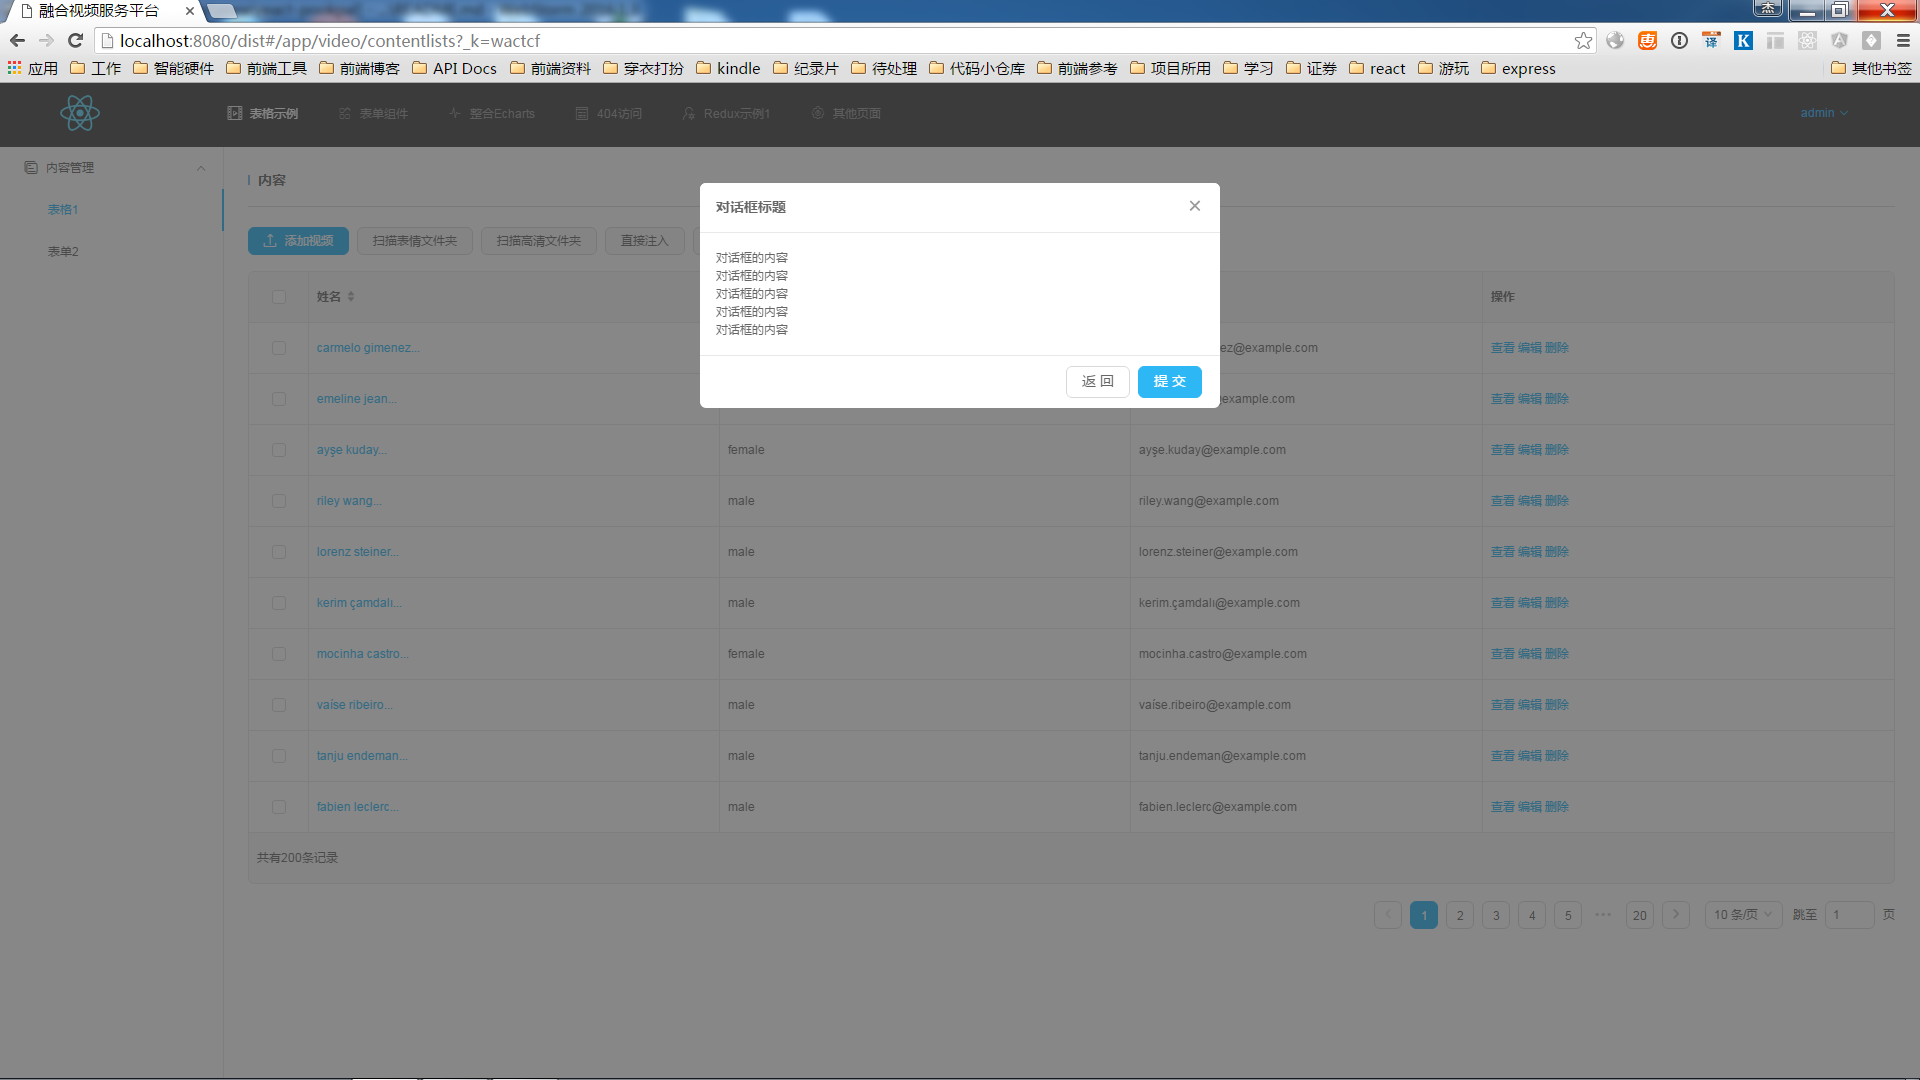 融合视频服务平台
杰
localhost:8080/dist#/app/video/contentlists?_k=wactcf
惠
译
K
应用 工作 智能硬件 前端工具 前端博客 API Docs 前端资料 穿衣打扮 kindle 纪录片 待处理 代码小仓库 前端参考 项目所用 学习 证券 react 游玩 express 其他书签
表格示例 表单组件 整合Echarts 404访问 Redux示例1 其他页面 admin
内容管理
表格1
表单2
内容
添加视频 扫描表情文件夹 扫描高清文件夹 直接注入
对话框标题
对话框的内容
对话框的内容
对话框的内容
对话框的内容
对话框的内容
返 回 提 交
姓名 操作
carmelo gimenez... ez@example.com 查看 编辑 删除
emeline jean... example.com 查看 编辑 删除
ayşe kuday... female ayşe.kuday@example.com 查看 编辑 删除
riley wang... male riley.wang@example.com 查看 编辑 删除
lorenz steiner... male lorenz.steiner@example.com 查看 编辑 删除
kerim çamdalı... male kerim.çamdalı@example.com 查看 编辑 删除
mocinha castro... female mocinha.castro@example.com 查看 编辑 删除
vaíse ribeiro... male vaíse.ribeiro@example.com 查看 编辑 删除
tanju endeman... male tanju.endeman@example.com 查看 编辑 删除
fabien leclerc... male fabien.leclerc@example.com 查看 编辑 删除
共有200条记录
1 2 3 4 5 ••• 20 10 条/页 跳至 1 页